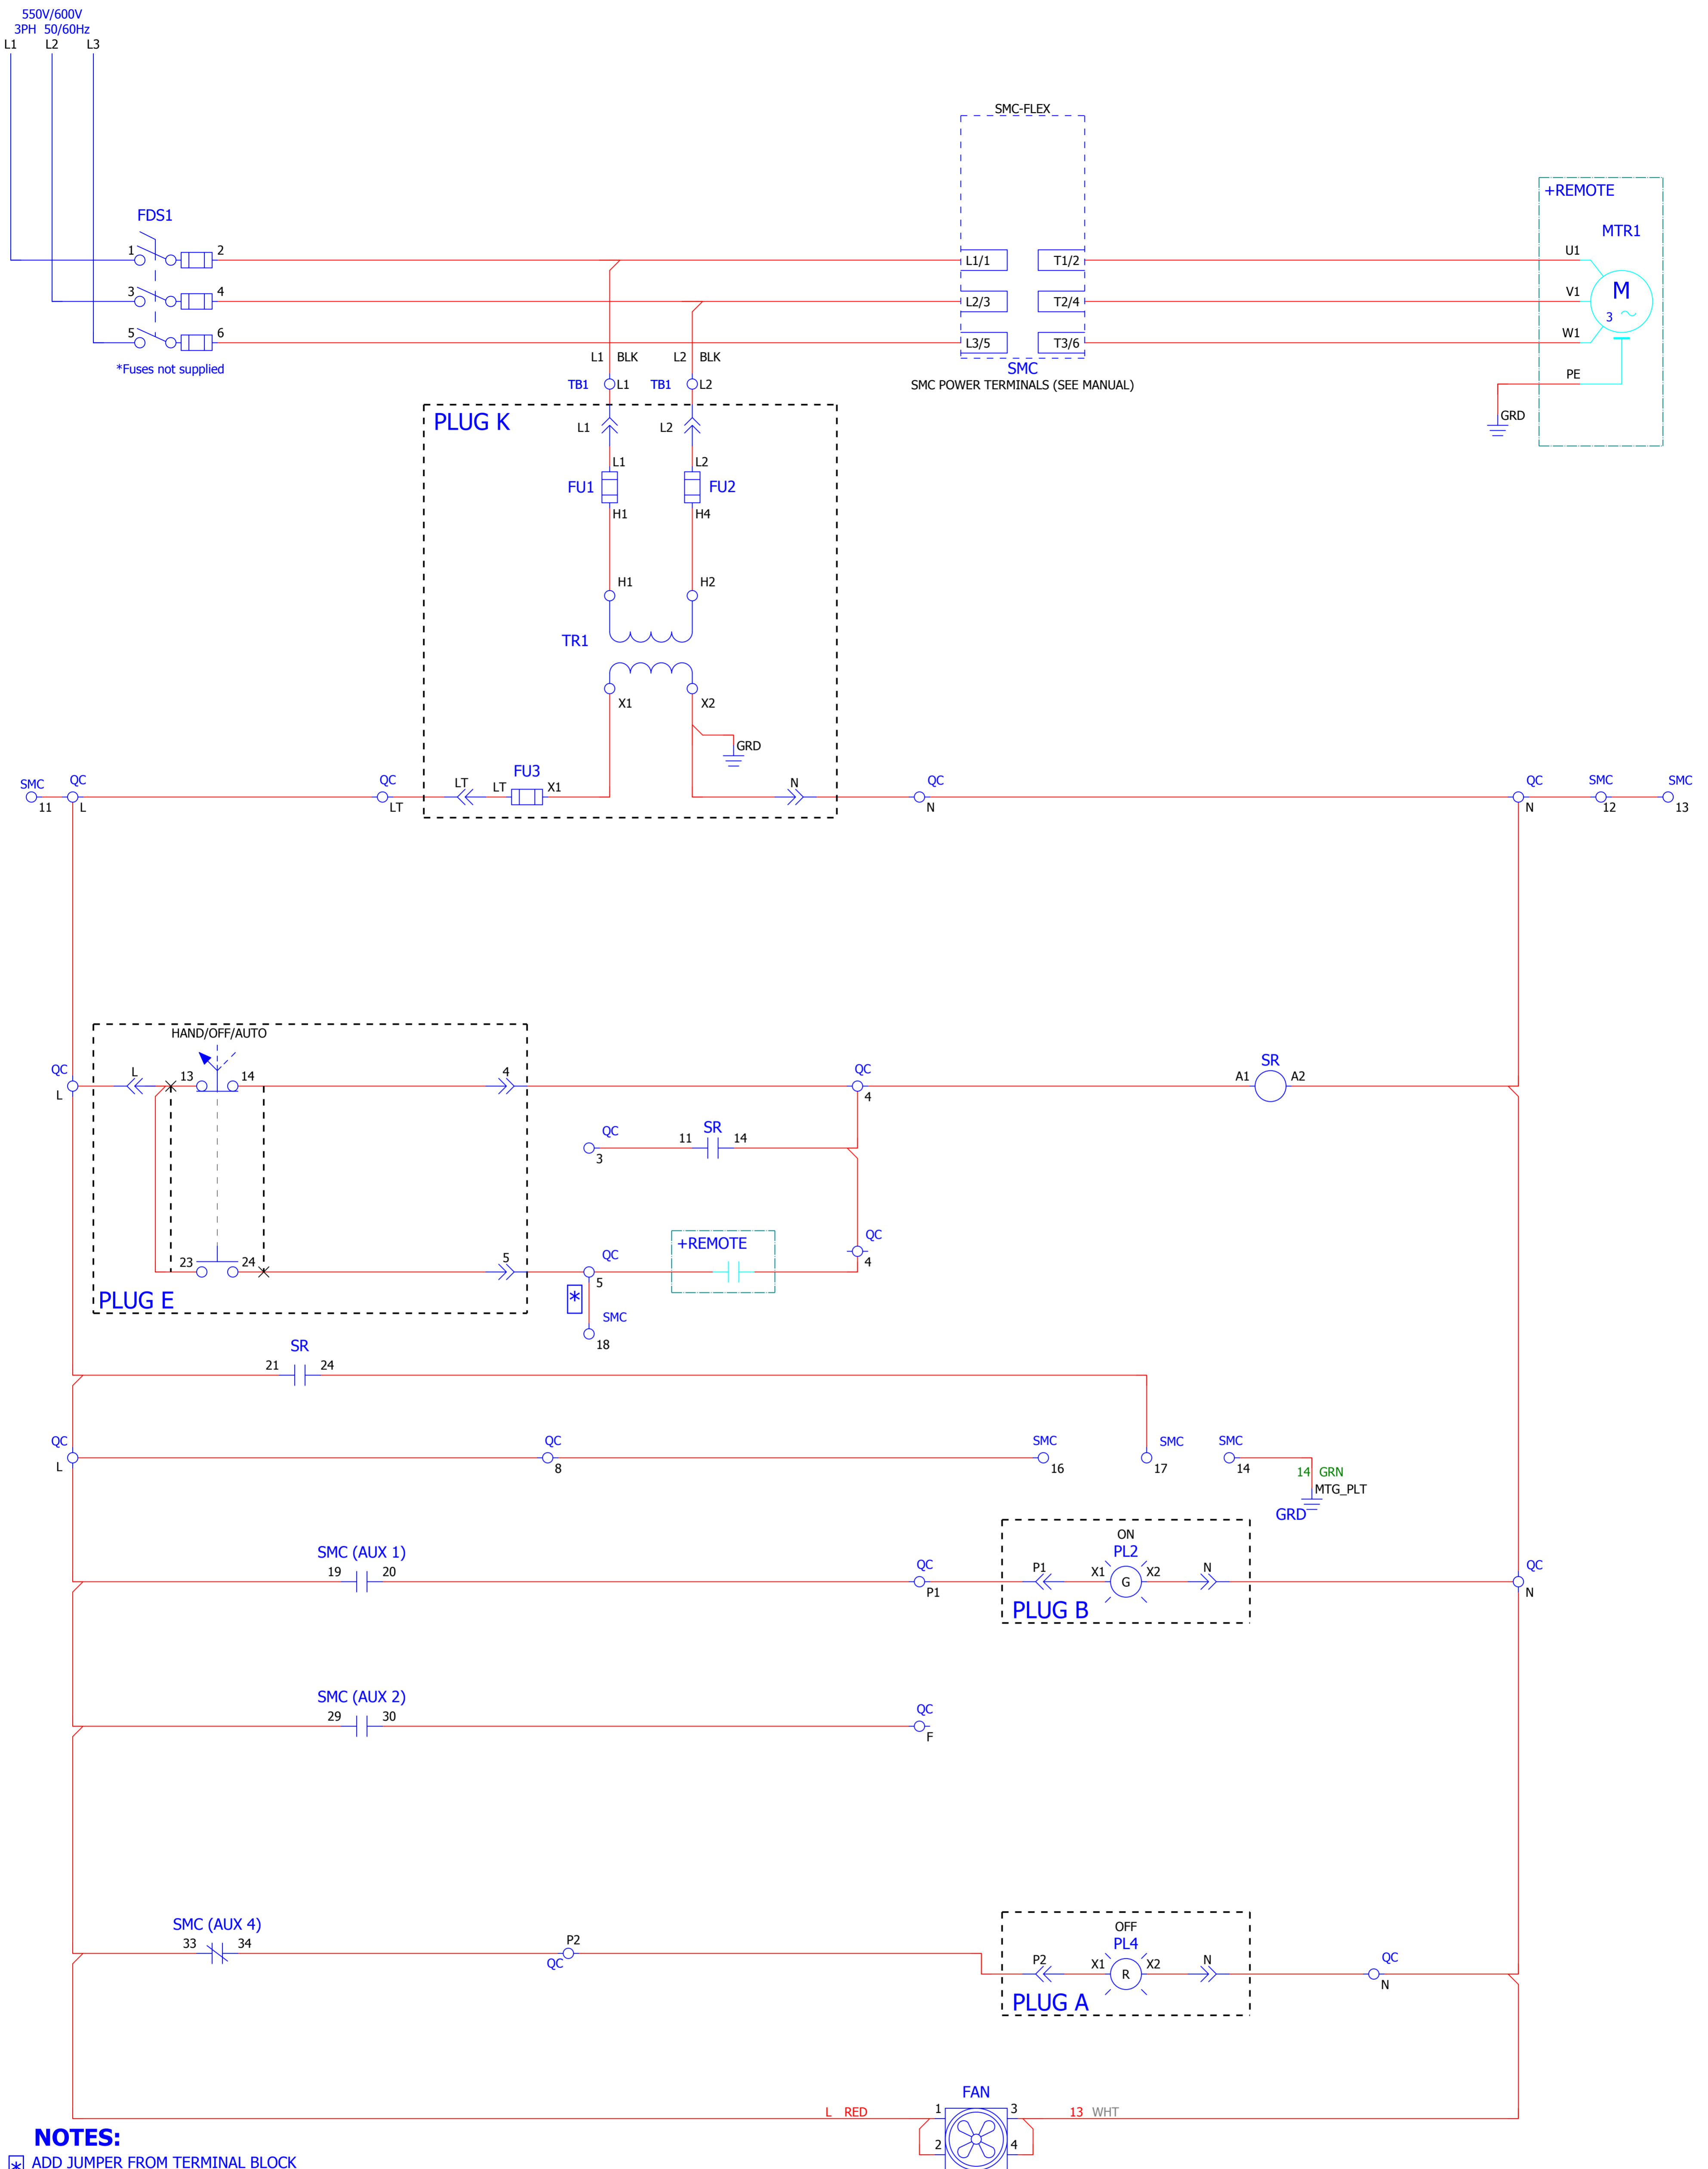 550V/600V
3PH 50/60Hz
L1 L2 L3
SMC-FLEX
+REMOTE
FDS1
MTR1
1 2 L1/1 T1/2 U1
3 4 L2/3 T2/4 V1
M
3
5 6 L3/5 T3/6 W1
*Fuses not supplied
L1 BLK L2 BLK
SMC
SMC POWER TERMINALS (SEE MANUAL)
PE
TB1 L1 TB1 L2
GRD
PLUG K
L1 L2
L1 L2
FU1 FU2
H1 H4
H1 H2
TR1
X1 X2
GRD
SMC QC QC LT LT FU3 X1 N QC QC SMC SMC
11 L LT N N 12 13
HAND/OFF/AUTO
QC L 13 14 4 QC SR
A1 A2
L 4
QC 11 SR 14
3
+REMOTE QC
23 24 5 QC
5 4
PLUG E
*
SMC
18
SR
21 24
QC QC SMC SMC SMC
L 8 16 17 14
14 GRN
MTG_PLT
GRD
ON
SMC (AUX 1) PL2
19 20 QC P1 X1 G X2 N QC
P1 N
PLUG B
SMC (AUX 2)
29 30 QC
F
SMC (AUX 4) OFF
33 34 P2 PL4
QC P2 X1 R X2 N QC
N
PLUG A
FAN
L RED 1 3 13 WHT
2 4
NOTES:
* ADD JUMPER FROM TERMINAL BLOCK